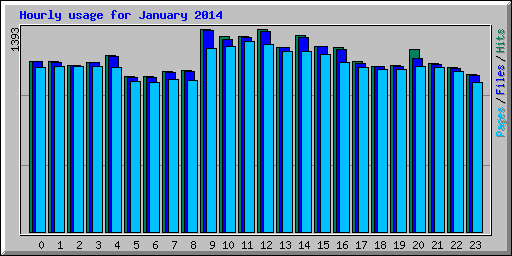 Hourly usage for January 2014
1393
Pages/Files/Hits
0 1 2 3 4 5 6 7 8 9 10 11 12 13 14 15 16 17 18 19 20 21 22 23